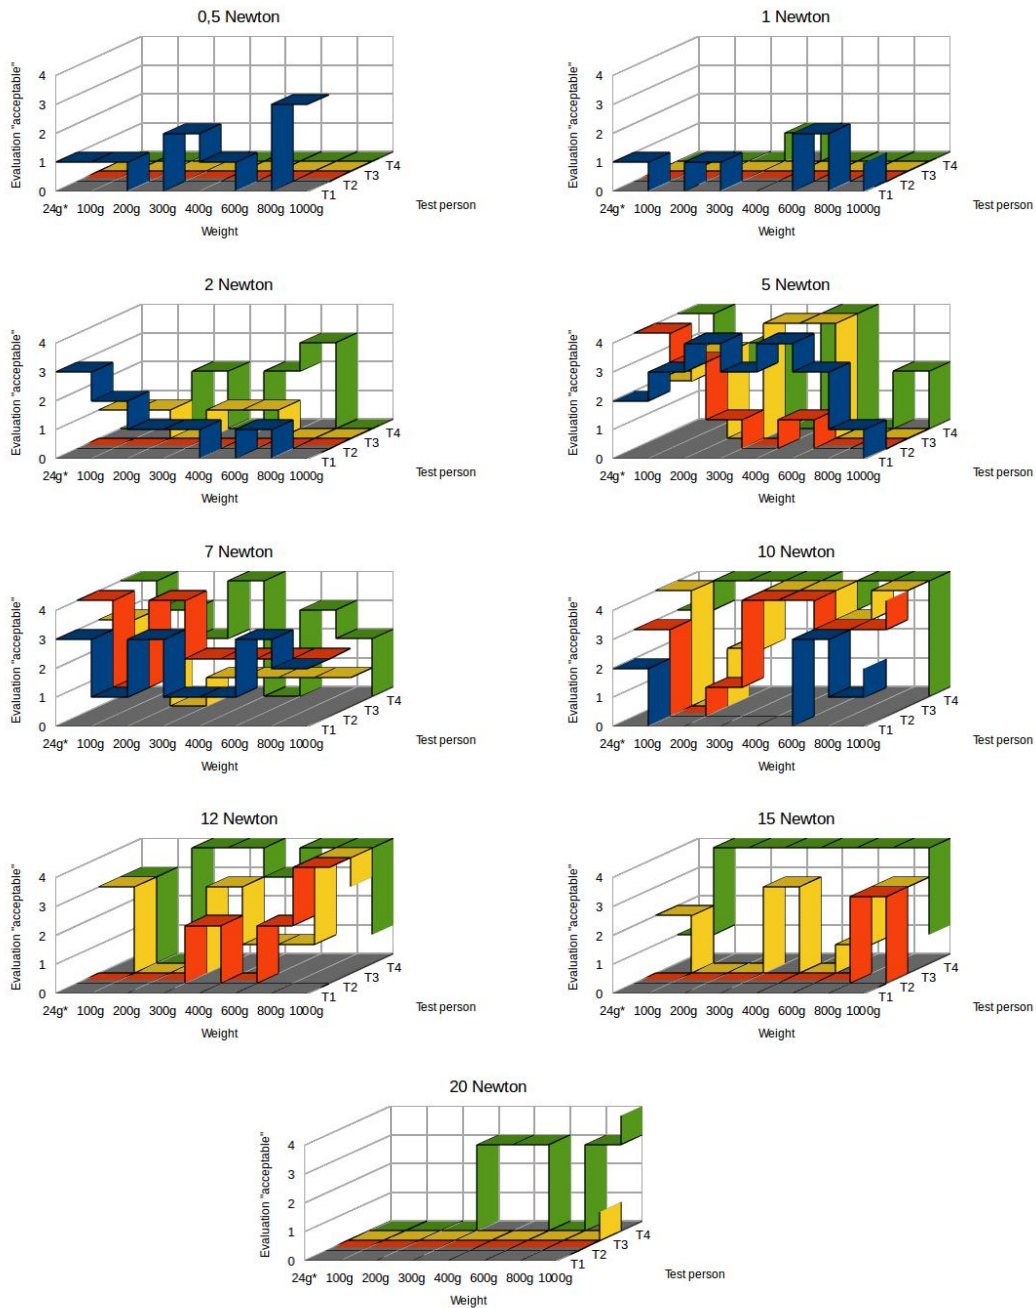 0,5 Newton
Evaluation "acceptable"
4
3
2
1
0
T4
T3
T2
T1
24g* 100g 200g 300g 400g 600g 800g 1000g
Test person
Weight
1 Newton
Evaluation "acceptable"
4
3
2
1
0
T4
T3
T2
T1
24g* 100g 200g 300g 400g 600g 800g 1000g
Test person
Weight
2 Newton
Evaluation "acceptable"
4
3
2
1
0
T4
T3
T2
T1
24g* 100g 200g 300g 400g 600g 800g 1000g
Test person
Weight
5 Newton
Evaluation "acceptable"
4
3
2
1
0
T4
T3
T2
T1
24g* 100g 200g 300g 400g 600g 800g 1000g
Test person
Weight
7 Newton
Evaluation "acceptable"
4
3
2
1
0
T4
T3
T2
T1
24g* 100g 200g 300g 400g 600g 800g 1000g
Test person
Weight
10 Newton
Evaluation "acceptable"
4
3
2
1
0
T4
T3
T2
T1
24g* 100g 200g 300g 400g 600g 800g 1000g
Test person
Weight
12 Newton
Evaluation "acceptable"
4
3
2
1
0
T4
T3
T2
T1
24g* 100g 200g 300g 400g 600g 800g 1000g
Test person
Weight
15 Newton
Evaluation "acceptable"
4
3
2
1
0
T4
T3
T2
T1
24g* 100g 200g 300g 400g 600g 800g 1000g
Test person
Weight
20 Newton
Evaluation "acceptable"
4
3
2
1
0
T4
T3
T2
T1
24g* 100g 200g 300g 400g 600g 800g 1000g
Test person
Weight